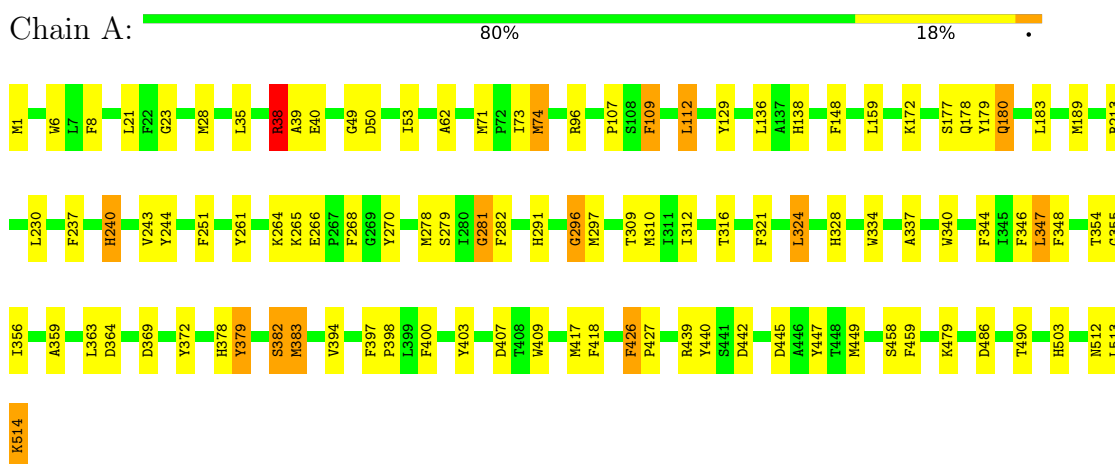 Chain A:
80% 18% •
M1 W6 L7 F8 L21 F22 G23 M28 L35 R38 A39 E40 G49 D50 I53 A62 M71 P72 I73 M74 R96 P107 S108 F109 L112 Y129 L136 A137 H138 F148 L159 K172 S177 Q178 Y179 Q180 L183 M189
L230 F237 H240 V243 Y244 F251 Y261 K264 K265 E266 P267 F268 G269 Y270 M278 S279 I280 G281 F282 H291 G296 M297 T309 M310 I311 I312 T316 F321 L324 H328 W334 A337 W340 F344 I345 F346 L347 F348 T354
I356 A359 L363 D364 D369 Y372 H378 Y379 S382 M383 V394 F397 P398 L399 F400 Y403 D407 T408 W409 M417 F418 F426 P427 R439 Y440 S441 D442 D445 A446 Y447 T448 M449 S458 F459 K479 D486 T490 H503 N512
K514